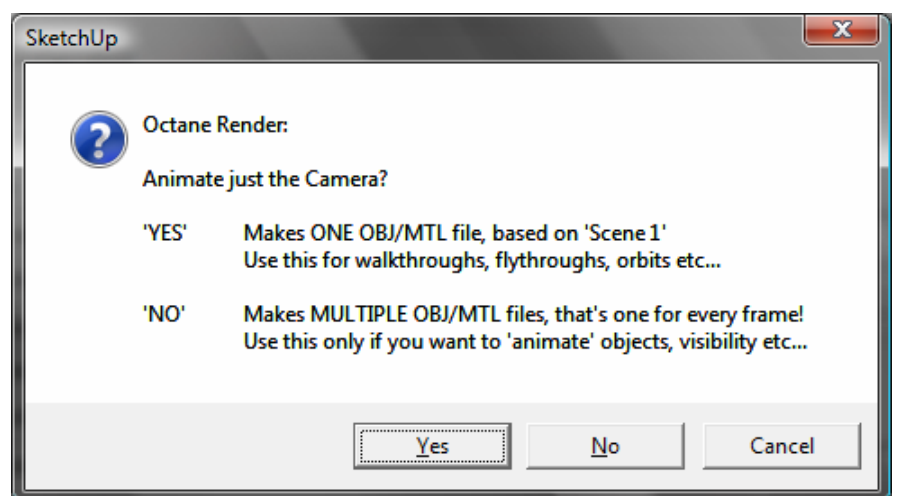 SketchUp
Octane Render:
Animate just the Camera?
'YES' Makes ONE OBJ/MTL file, based on 'Scene 1'
Use this for walkthroughs, flythroughs, orbits etc...
'NO' Makes MULTIPLE OBJ/MTL files, that's one for every frame!
Use this only if you want to 'animate' objects, visibility etc...
Yes No Cancel